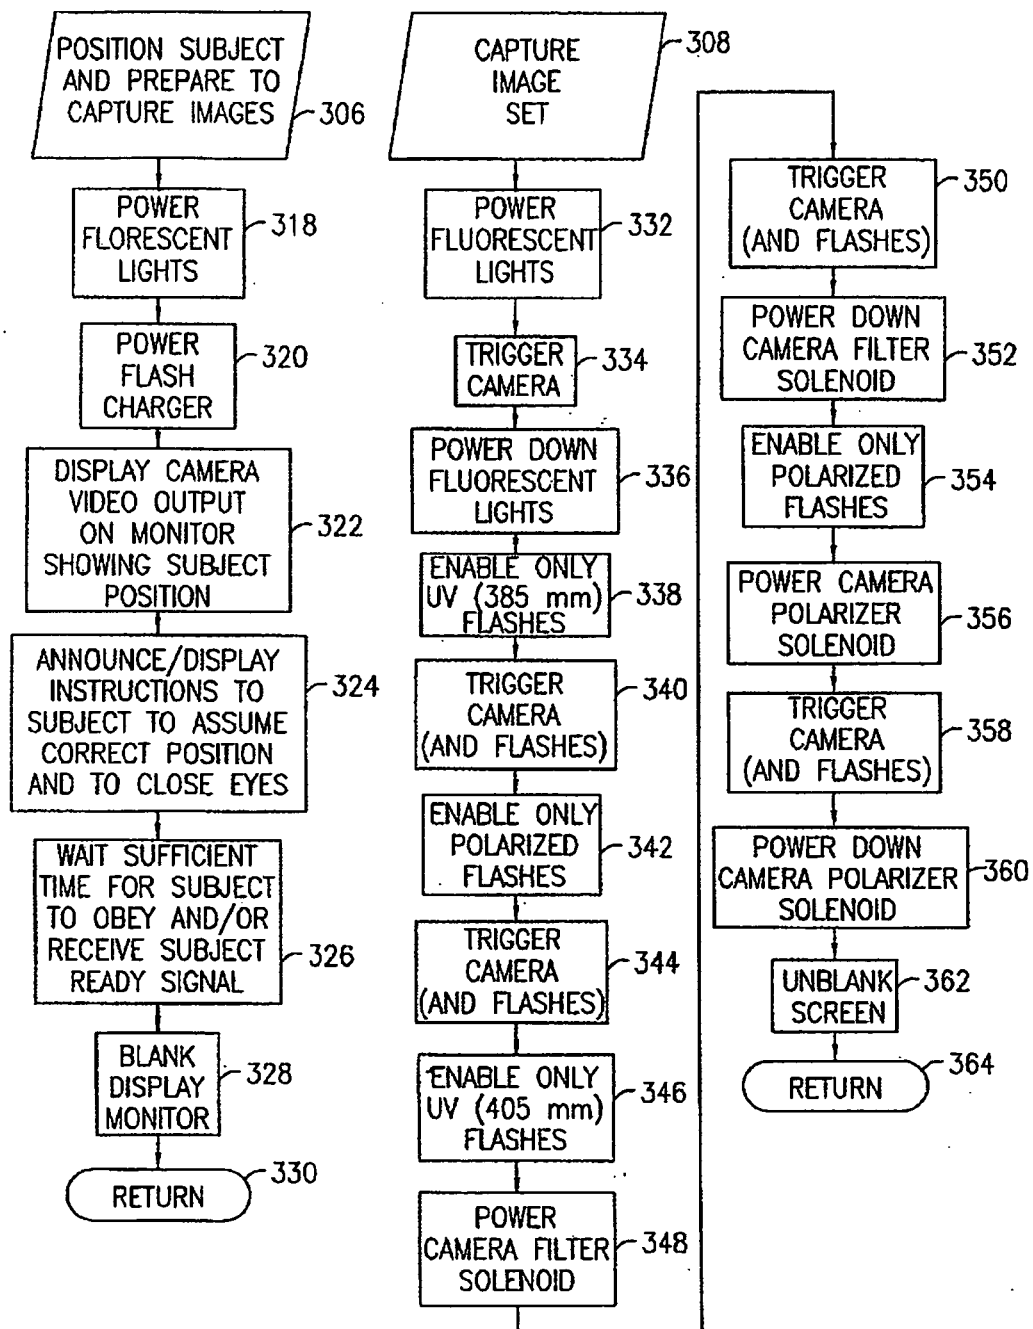 POSITION SUBJECT
AND PREPARE TO
CAPTURE IMAGES
306
POWER
FLORESCENT
LIGHTS
318
POWER
FLASH
CHARGER
320
DISPLAY CAMERA
VIDEO OUTPUT
ON MONITOR
SHOWING SUBJECT
POSITION
322
ANNOUNCE/DISPLAY
INSTRUCTIONS TO
SUBJECT TO ASSUME
CORRECT POSITION
AND TO CLOSE EYES
324
WAIT SUFFICIENT
TIME FOR SUBJECT
TO OBEY AND/OR
RECEIVE SUBJECT
READY SIGNAL
326
BLANK
DISPLAY
MONITOR
328
RETURN
330
CAPTURE
IMAGE
SET
308
POWER
FLUORESCENT
LIGHTS
332
TRIGGER
CAMERA
334
POWER DOWN
FLUORESCENT
LIGHTS
336
ENABLE ONLY
UV (385 mm)
FLASHES
338
TRIGGER
CAMERA
(AND FLASHES)
340
ENABLE ONLY
POLARIZED
FLASHES
342
TRIGGER
CAMERA
(AND FLASHES)
344
ENABLE ONLY
UV (405 mm)
FLASHES
346
POWER
CAMERA FILTER
SOLENOID
348
TRIGGER
CAMERA
(AND FLASHES)
350
POWER DOWN
CAMERA FILTER
SOLENOID
352
ENABLE ONLY
POLARIZED
FLASHES
354
POWER CAMERA
POLARIZER
SOLENOID
356
TRIGGER
CAMERA
(AND FLASHES)
358
POWER DOWN
CAMERA POLARIZER
SOLENOID
360
UNBLANK
SCREEN
362
RETURN
364